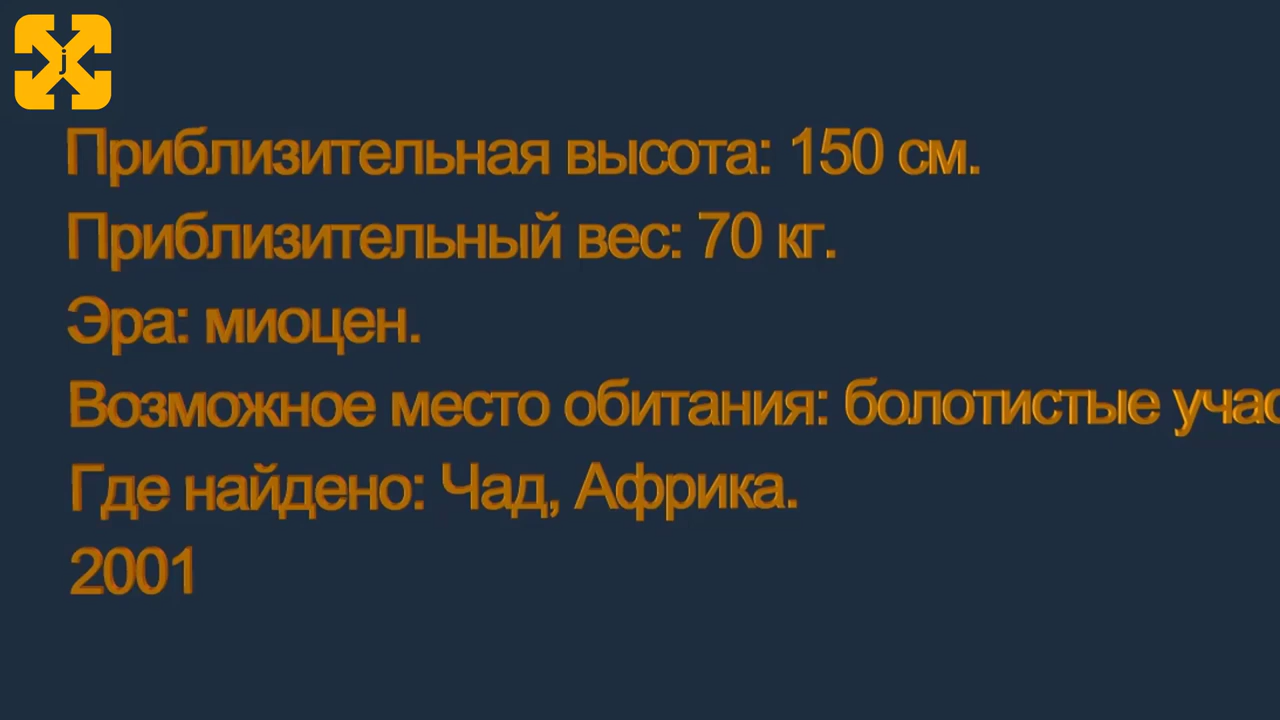 j
Приблизительная высота: 150 см.
Приблизительный вес: 70 кг.
Эра: миоцен.
Возможное место обитания: болотистые
Где найдено: Чад, Африка.
2001